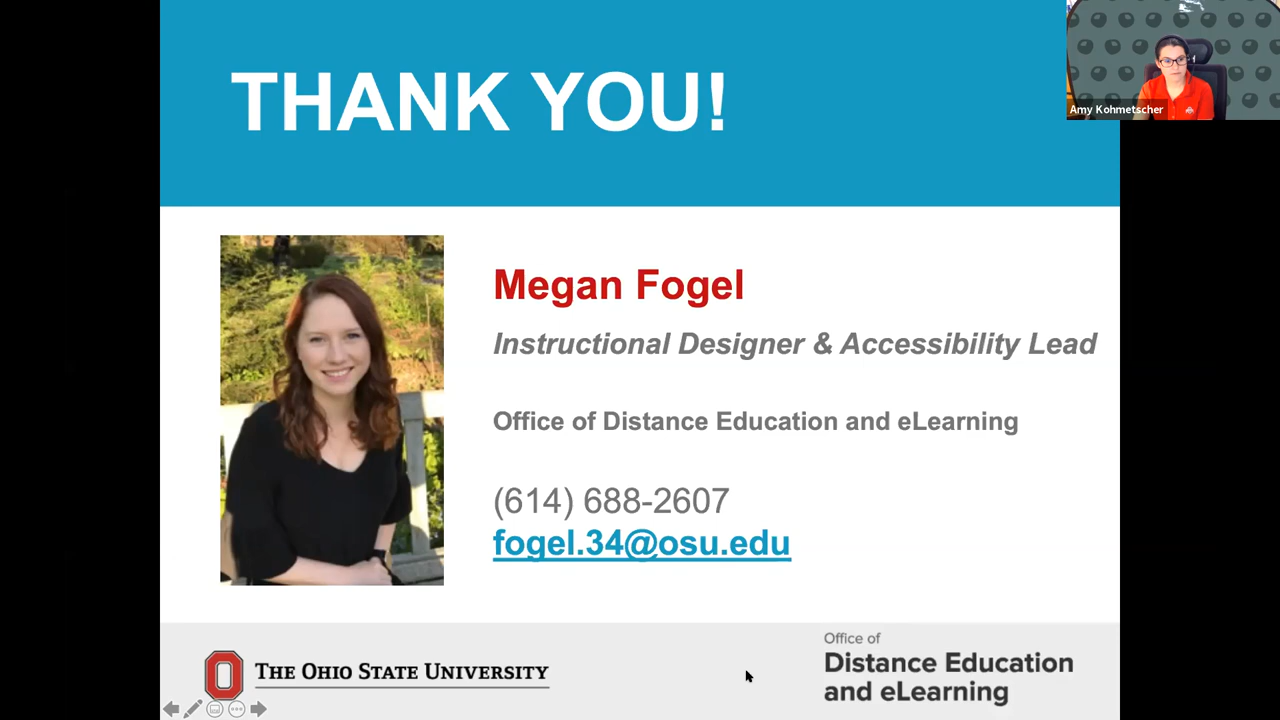 THANK YOU!
Amy Kohmetscher
Megan Fogel
Instructional Designer & Accessibility Lead
Office of Distance Education and eLearning
(614) 688-2607
fogel.34@osu.edu
THE OHIO STATE UNIVERSITY
Office of
Distance Education
and eLearning